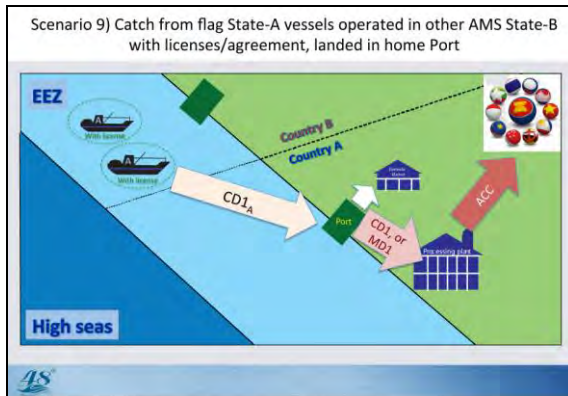 Scenario 9) Catch from flag State-A vessels operated in other AMS State-B
with licenses/agreement, landed in home Port
EEZ
A
With license
A
With license
Country B
Country A
CD1A
Port
CD1, or
MD1
Processing plant
ACC
High seas
48